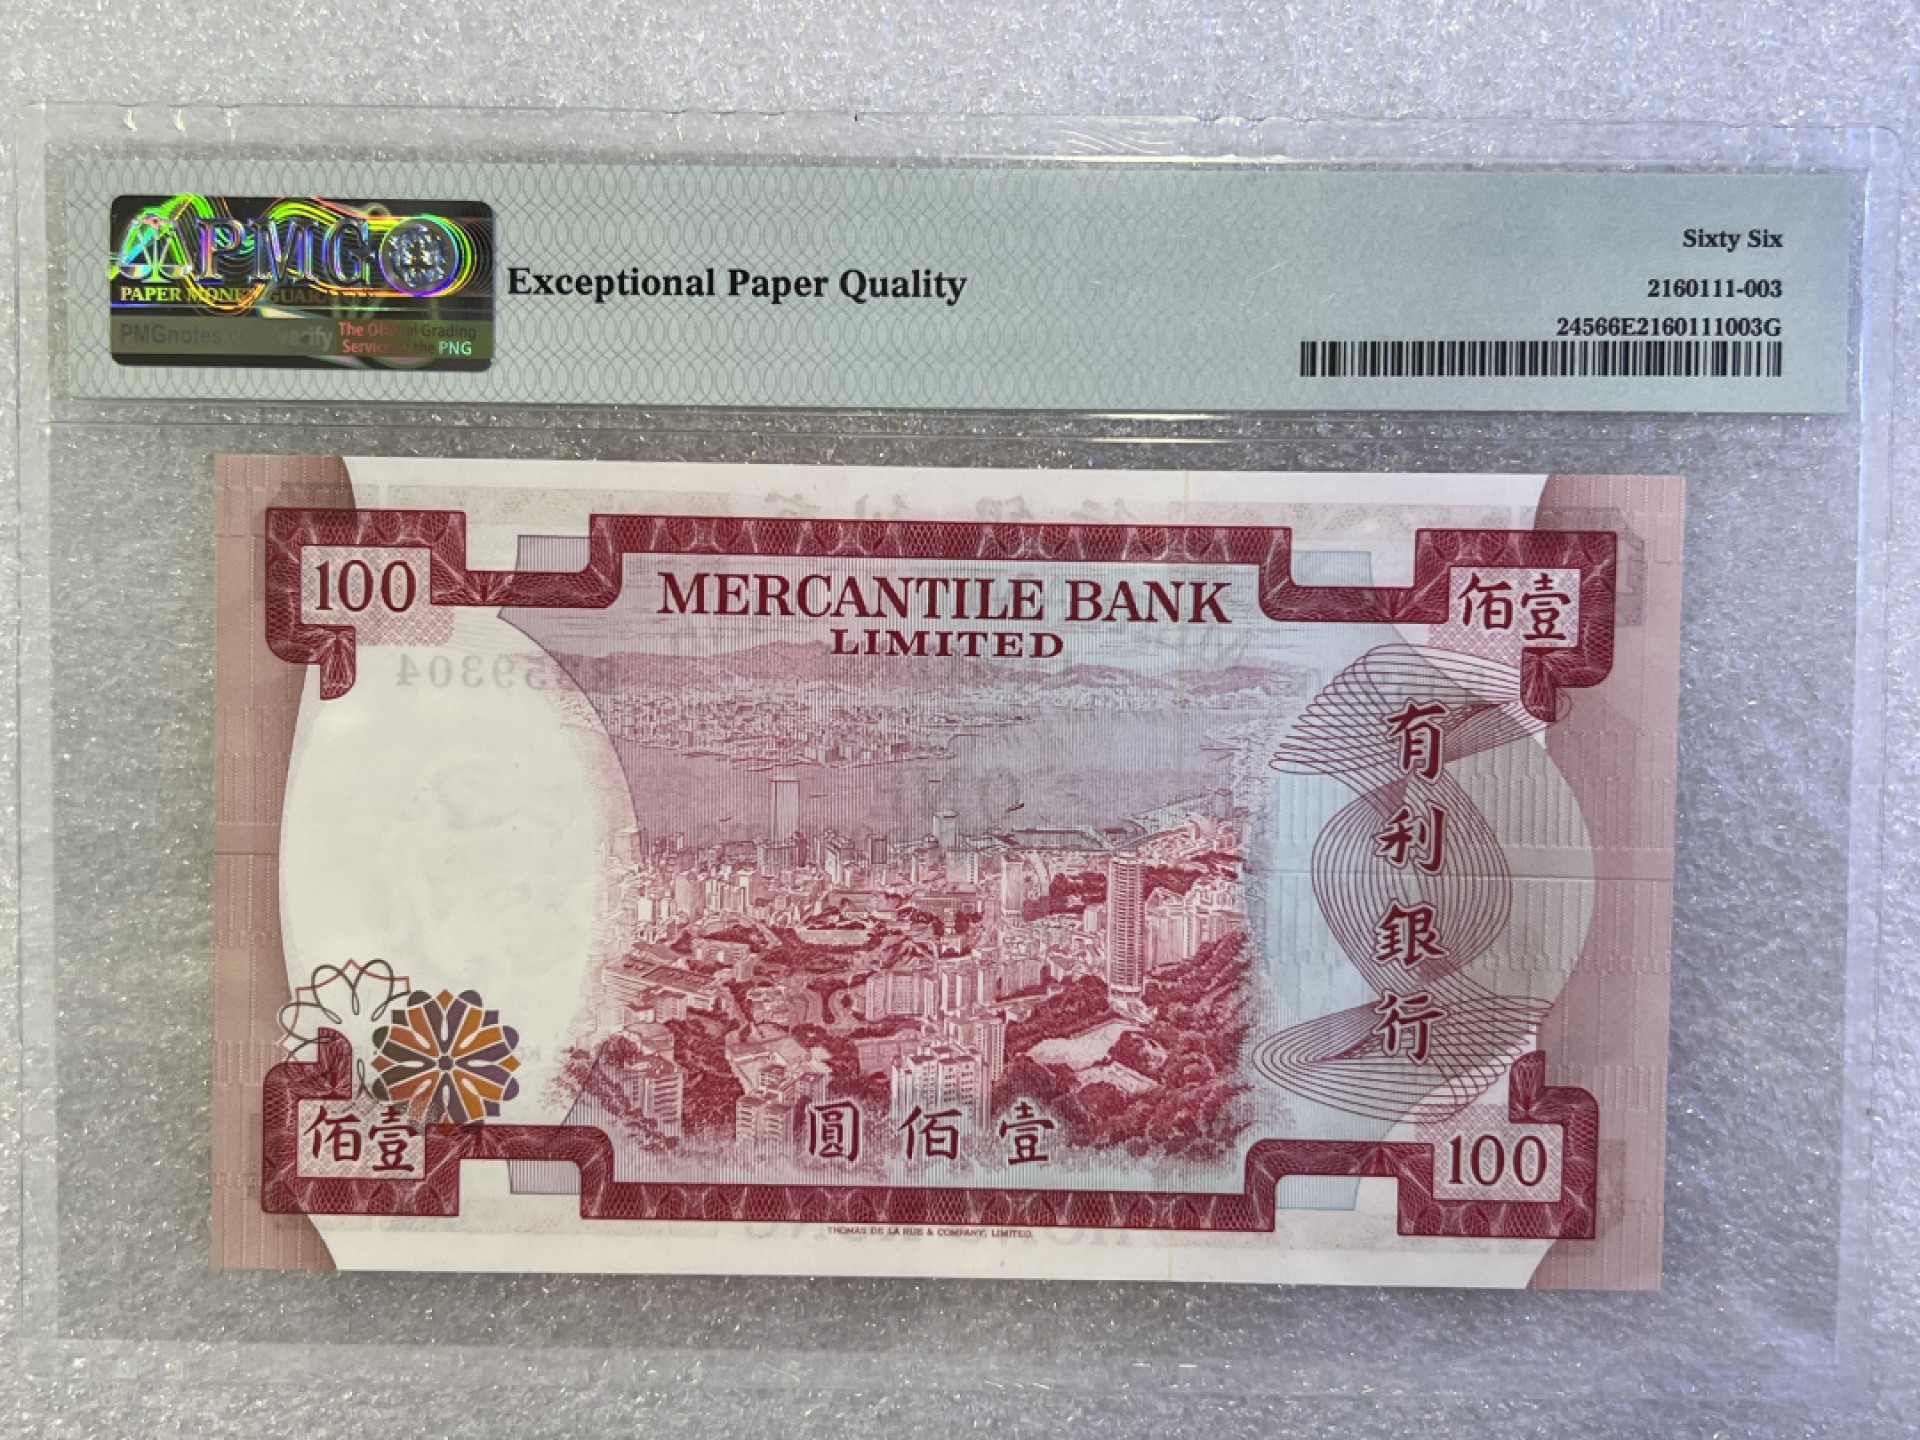 PMG
PAPER MONEY GUARANTY
PMGnotes.com/verify
The Official Grading
Service of the PNG
Exceptional Paper Quality
Sixty Six
2160111-003
24566E2160111003G
100
MERCANTILE BANK
LIMITED
佰壹
59304
有
利
銀
行
佰壹
圓佰壹
100
THOMAS DE LA RUE & COMPANY, LIMITED.